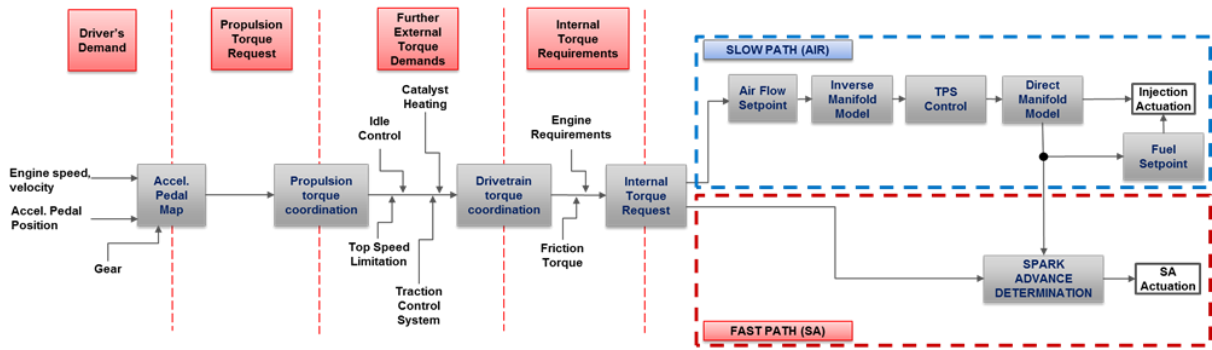 Driver's
Demand
Propulsion
Torque
Request
Further
External
Torque
Demands
Internal
Torque
Requirements
SLOW PATH (AIR)
Air Flow
Setpoint
Inverse
Manifold
Model
TPS
Control
Direct
Manifold
Model
Injection
Actuation
Fuel
Setpoint
Catalyst
Heating
Idle
Control
Engine
Requirements
Engine speed,
velocity
Accel. Pedal
Position
Gear
Accel.
Pedal
Map
Propulsion
torque
coordination
Top Speed
Limitation
Traction
Control
System
Drivetrain
torque
coordination
Friction
Torque
Internal
Torque
Request
SPARK
ADVANCE
DETERMINATION
SA
Actuation
FAST PATH (SA)